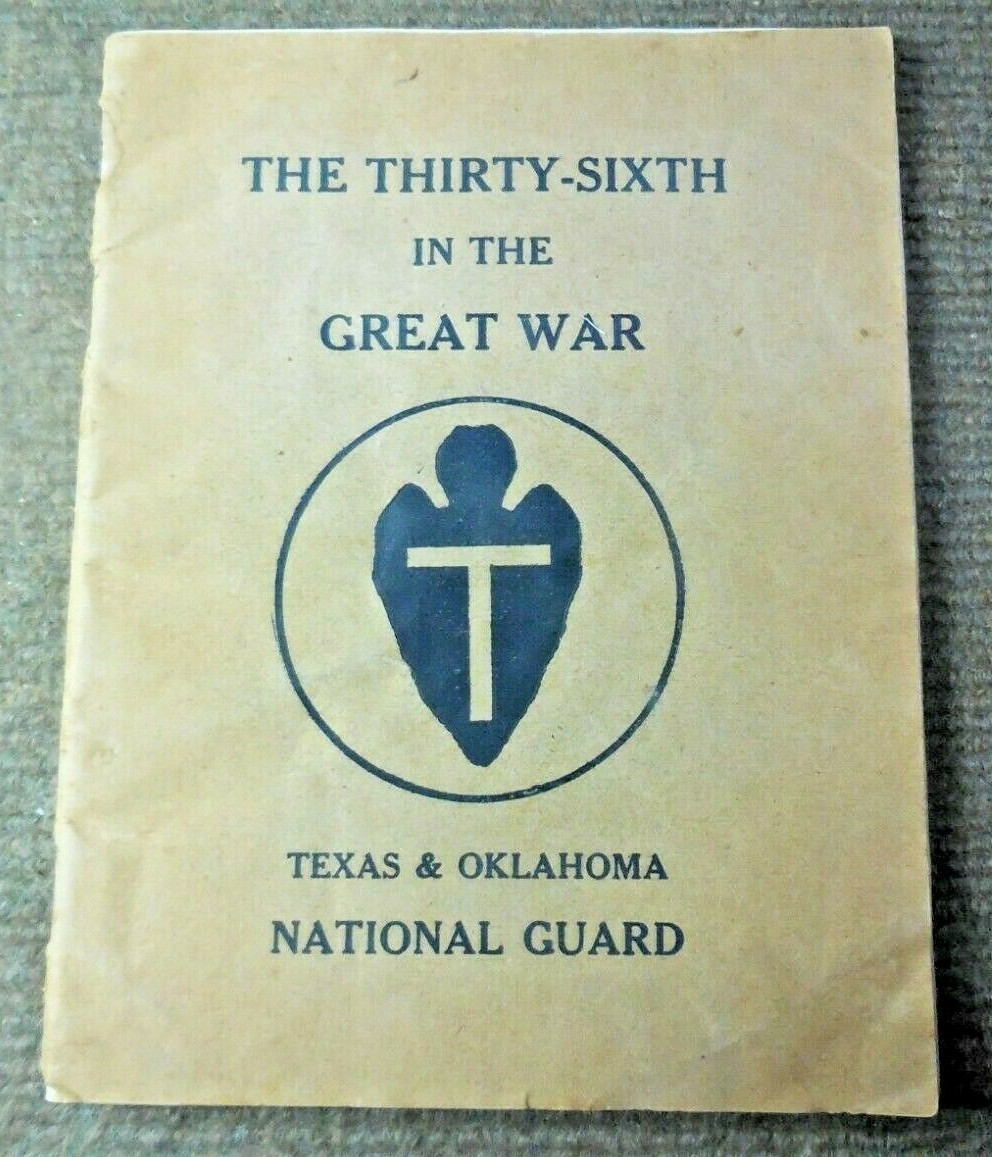 THE THIRTY-SIXTH
IN THE
GREAT WAR
T
TEXAS & OKLAHOMA
NATIONAL GUARD